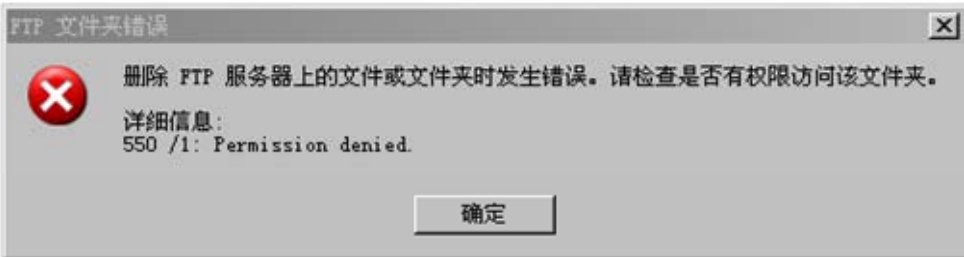 FTP 文件夹错误
删除 FTP 服务器上的文件或文件夹时发生错误。请检查是否有权限访问该文件夹。
详细信息:
550 /1: Permission denied.
确定